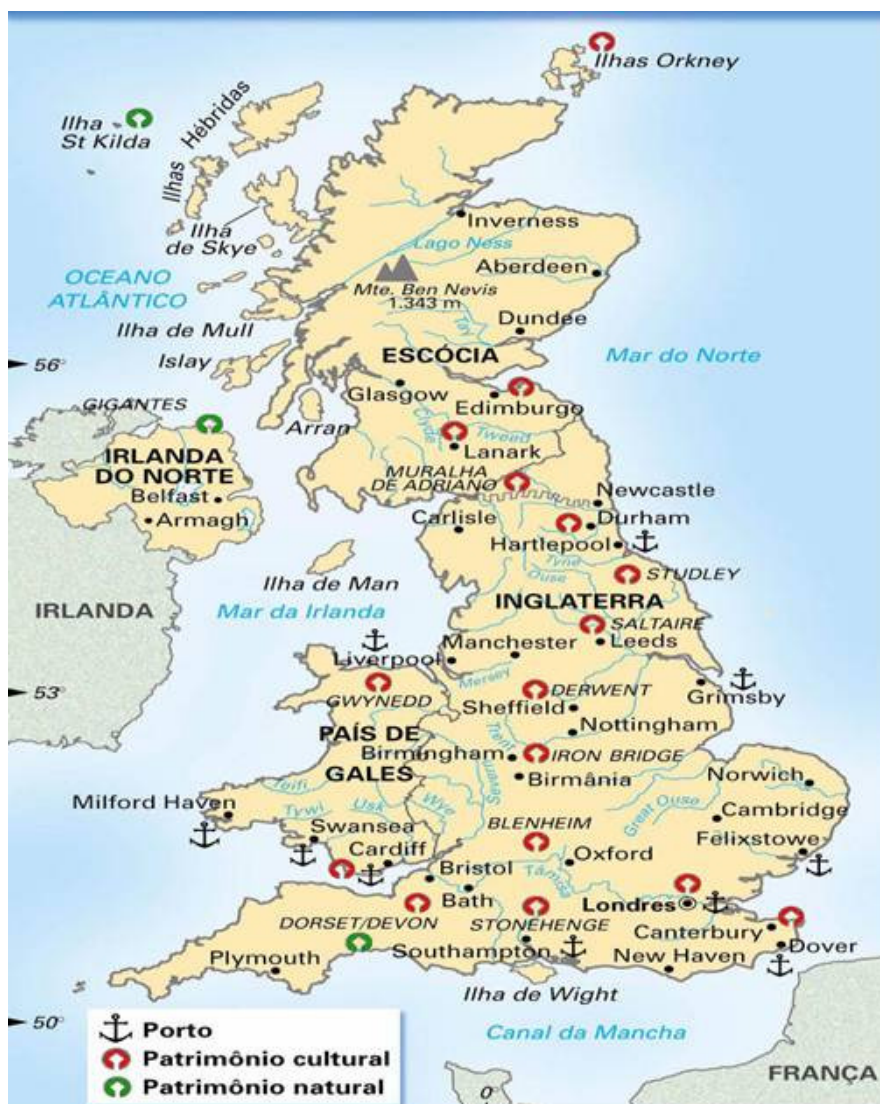 Ilhas Orkney
Ilha
St Kilda
Ilhas Hébridas
Ilha
de Skye
Inverness
Lago Ness
Aberdeen
OCEANO
ATLÂNTICO
Mte. Ben Nevis
1.343 m
Ilha de Mull
Tay
Dundee
Islay
ESCÓCIA
Mar do Norte
56°
Glasgow
Edimburgo
GIGANTES
Arran
Clyde
Tweed
Lanark
IRLANDA
DO NORTE
MURALHA
DE ADRIANO
Belfast
Newcastle
Armagh
Carlisle
Durham
Hartlepool
Tyne
Ilha de Man
Ouse
STUDLEY
IRLANDA
Mar da Irlanda
INGLATERRA
SALTAIRE
Liverpool
Manchester
Leeds
53°
Mersey
GWYNEDD
DERWENT
Grimsby
Sheffield
Nottingham
PAÍS DE
GALES
Trent
Birmingham
IRON BRIDGE
Birmânia
Norwich
Teifi
Severn
Milford Haven
Tywi
Usk
Wye
Great Ouse
Cambridge
Swansea
BLENHEIM
Felixstowe
Cardiff
Oxford
Bristol
Tâmisa
Bath
Londres
DORSET/DEVON
STONEHENGE
Canterbury
Plymouth
Southampton
New Haven
Dover
Ilha de Wight
50°
Canal da Mancha
Porto
Patrimônio cultural
Patrimônio natural
0°
FRANÇA